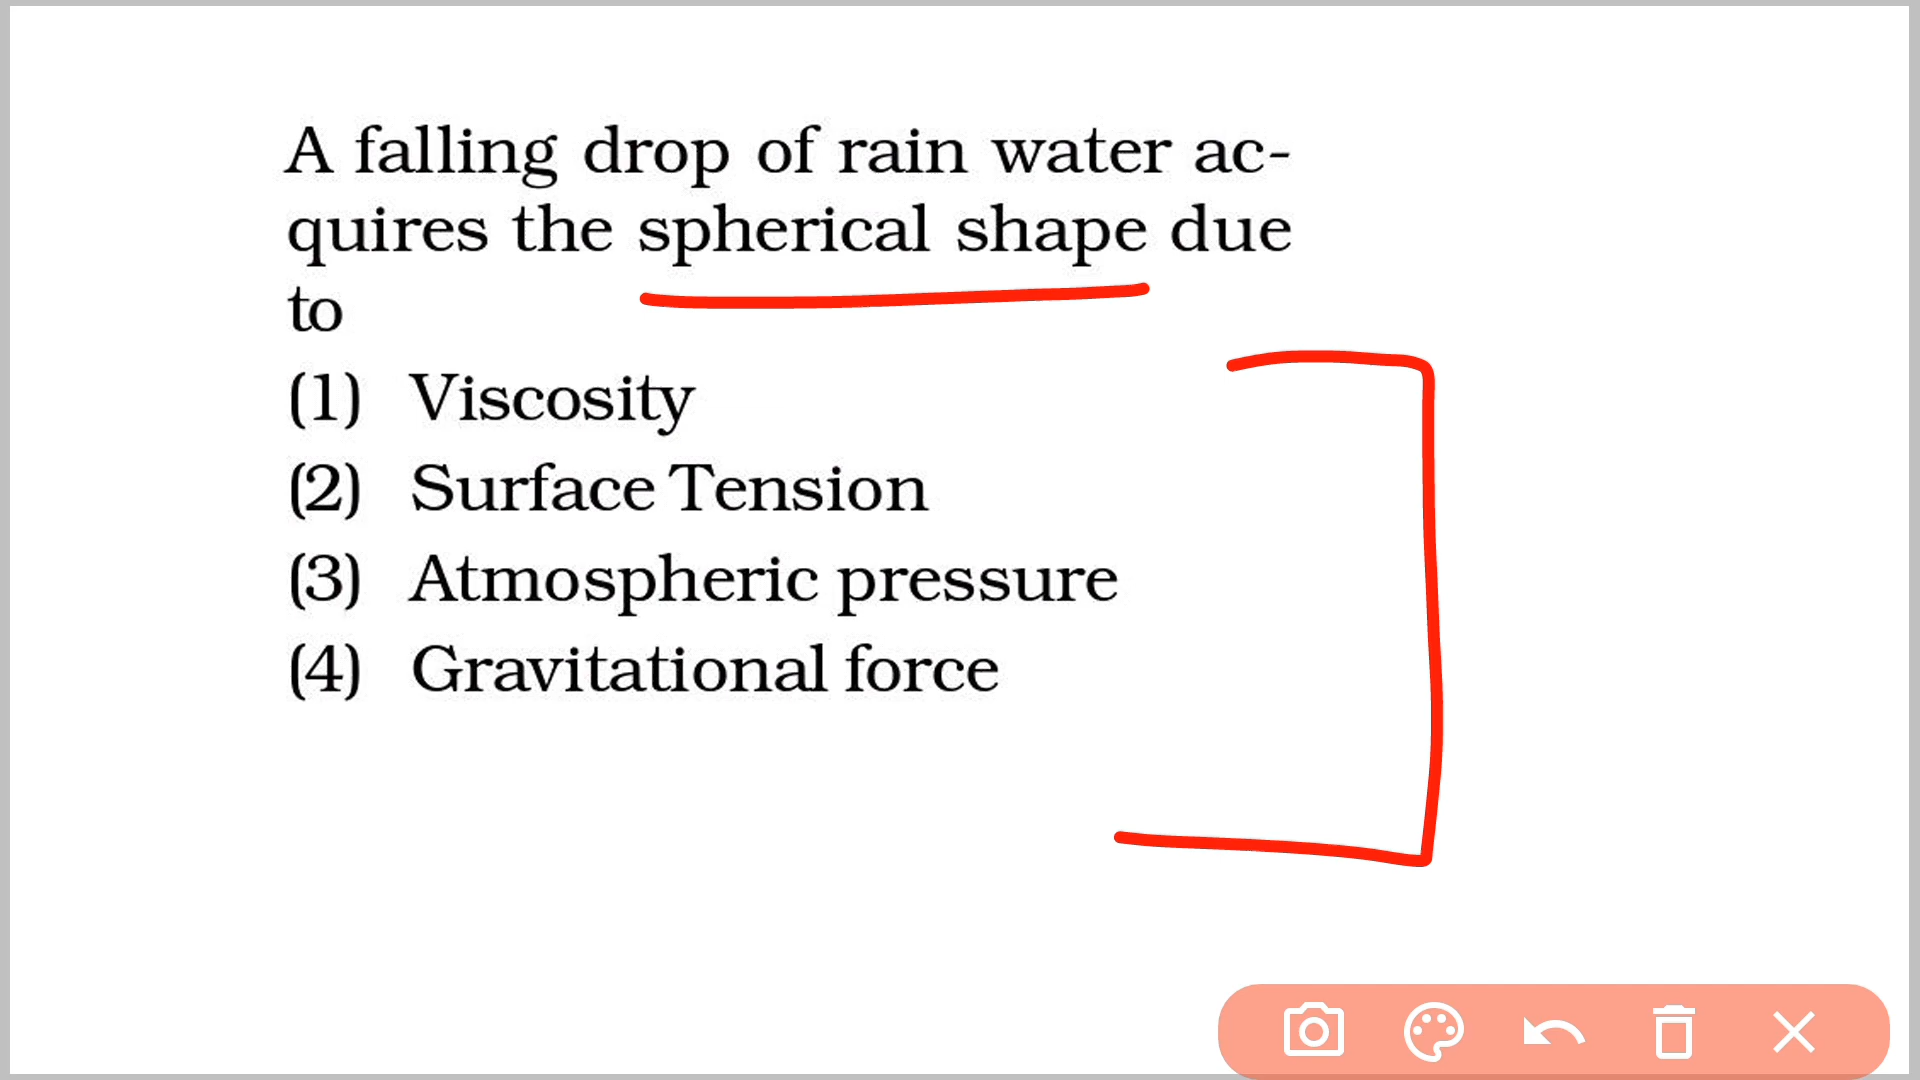 A falling drop of rain water ac-
quires the spherical shape due
to
(1) Viscosity
(2) Surface Tension
(3) Atmospheric pressure
(4) Gravitational force